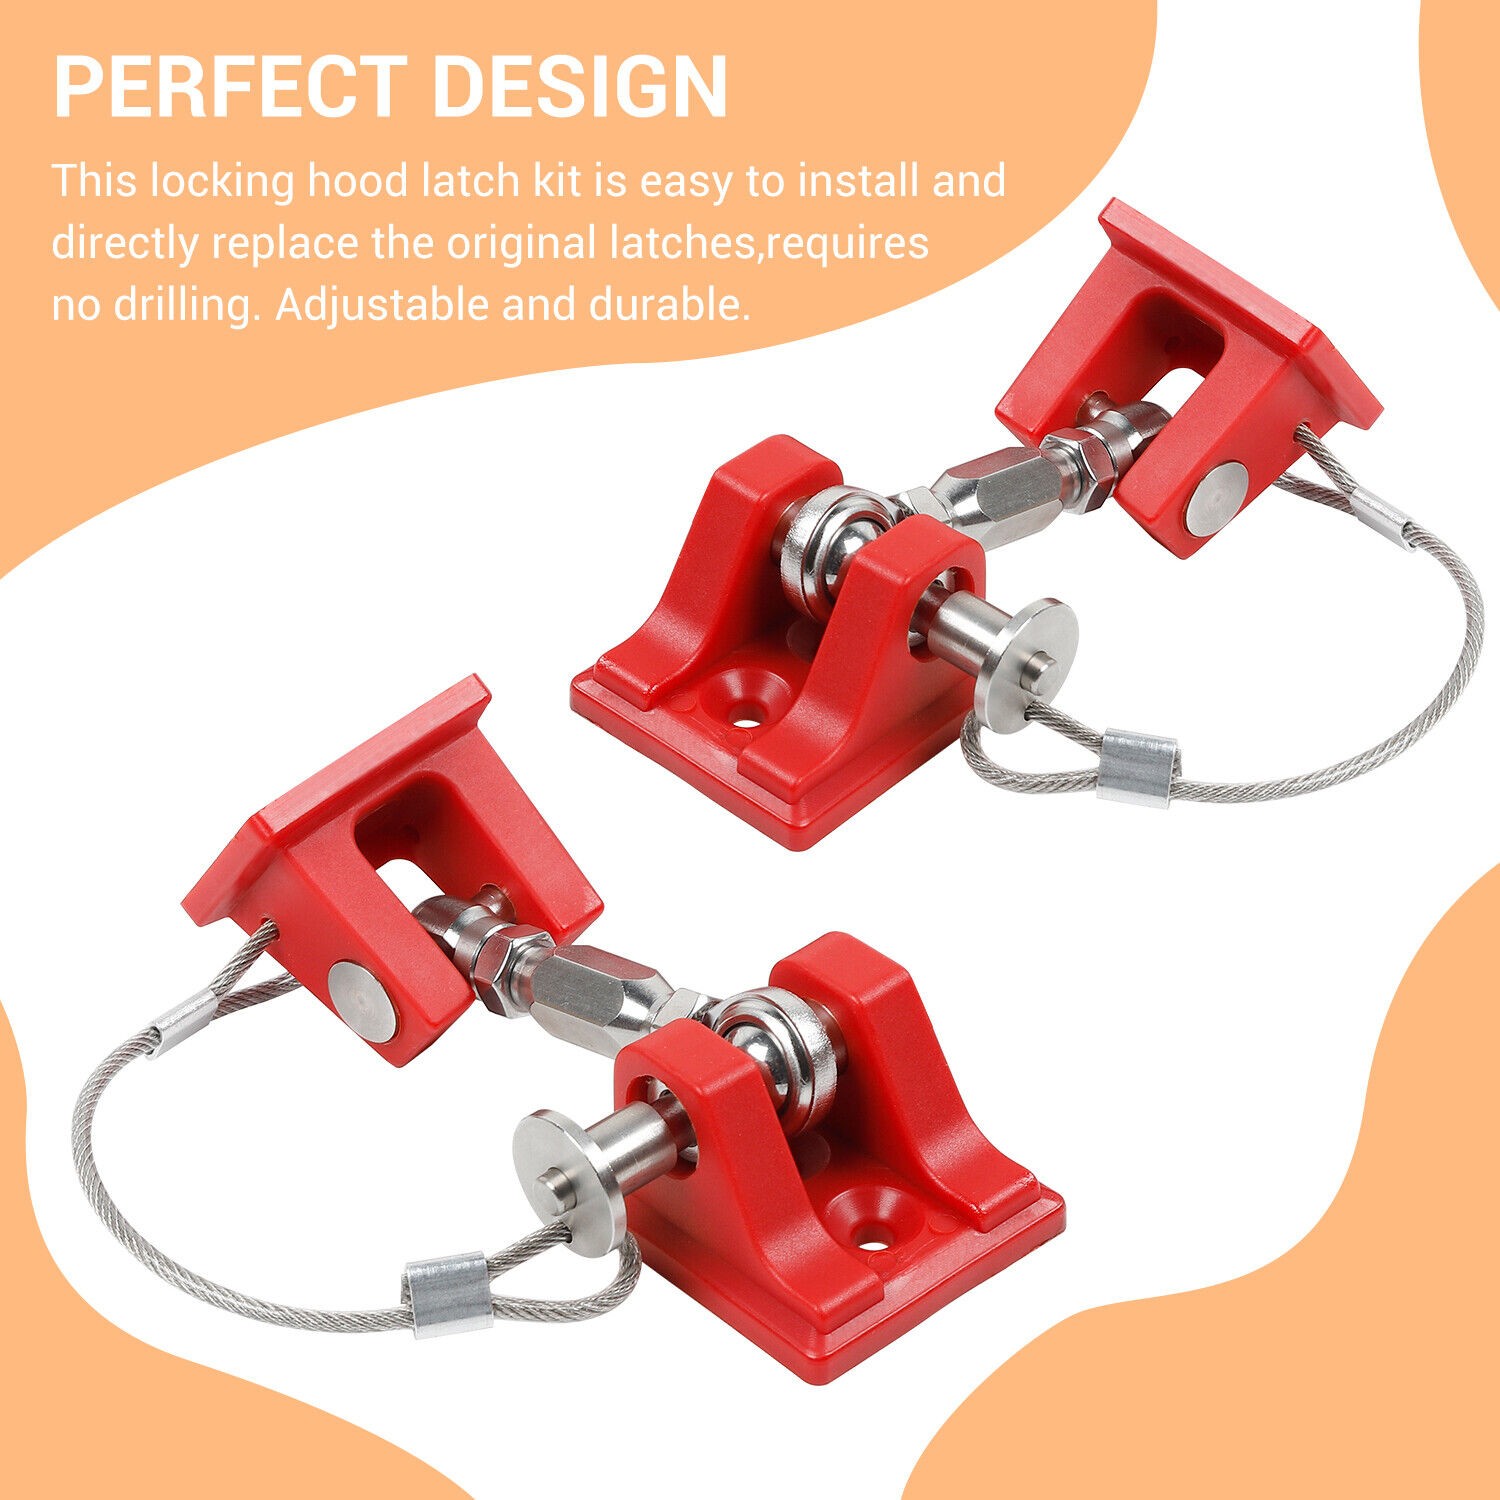 PERFECT DESIGN
This locking hood latch kit is easy to install and
directly replace the original latches,requires
no drilling. Adjustable and durable.